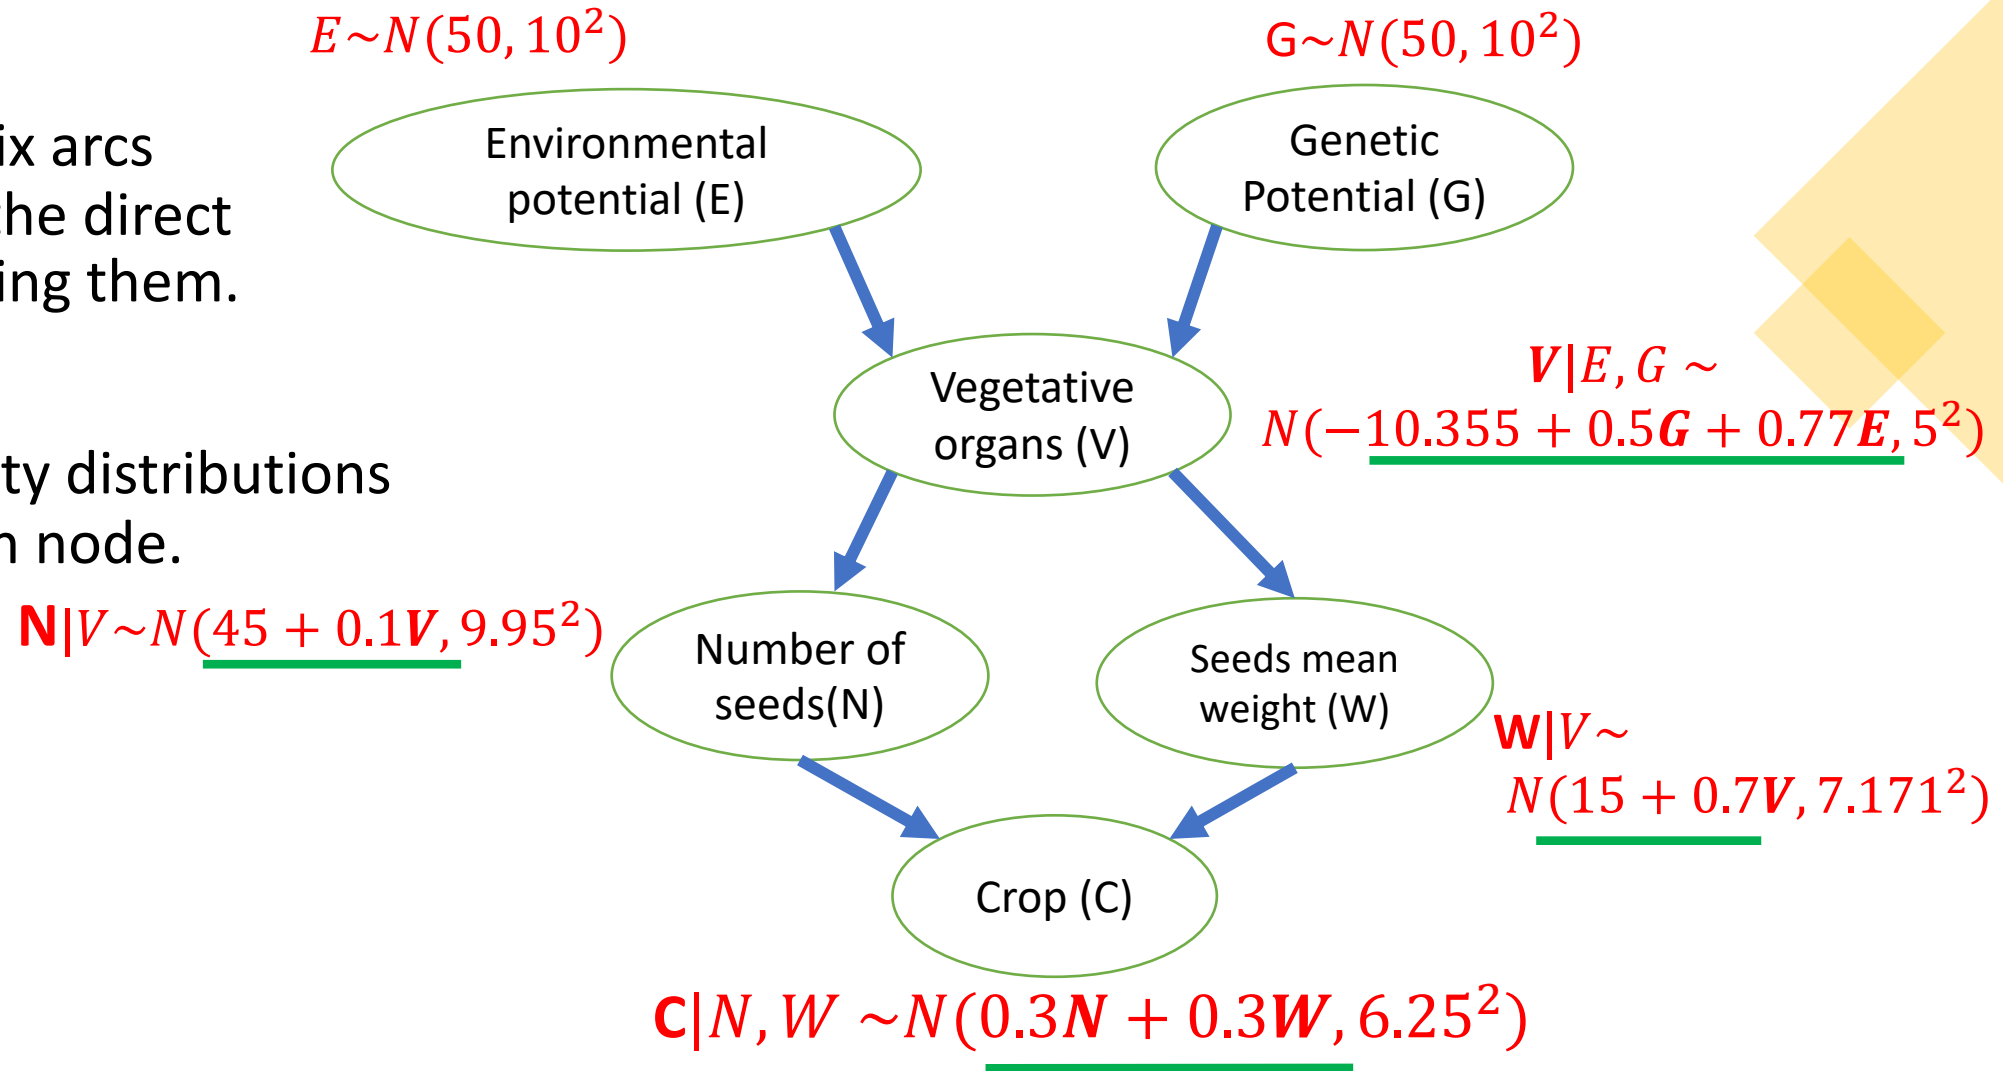 E~N(50, 10²)
G~N(50, 10²)
ix arcs
the direct
ing them.
Environmental
potential (E)
Genetic
Potential (G)
Vegetative
organs (V)
V|E, G ~
N(−10.355 + 0.5G + 0.77E, 5²)
ty distributions
n node.
N|V~N(45 + 0.1V, 9.95²)
Number of
seeds(N)
Seeds mean
weight (W)
W|V~
N(15 + 0.7V, 7.171²)
Crop (C)
C|N, W ~N(0.3N + 0.3W, 6.25²)